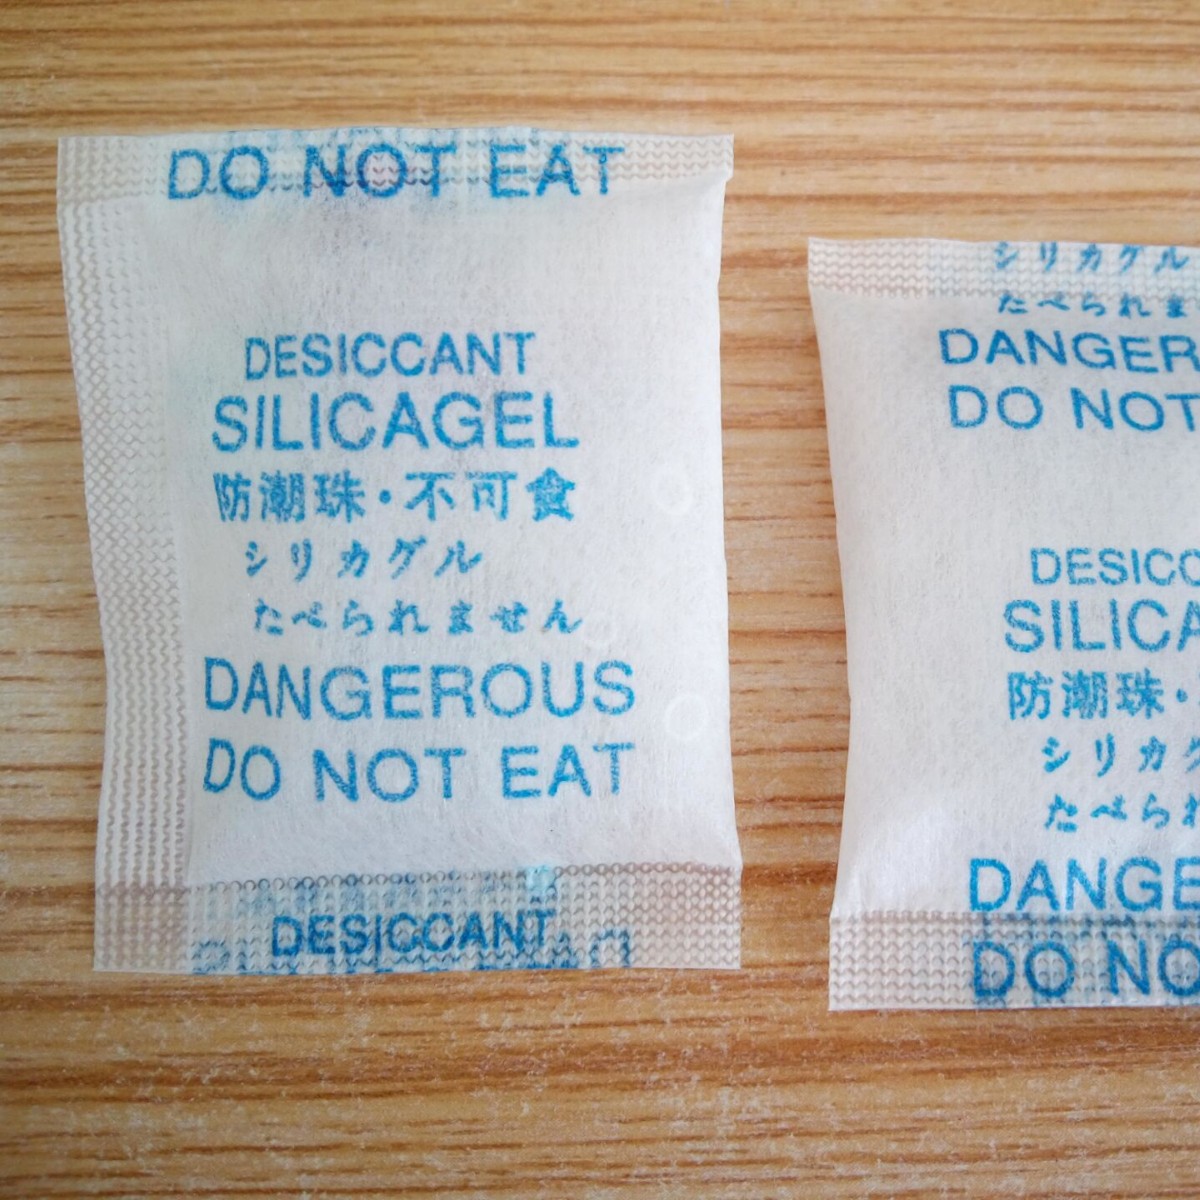 DO NOT EAT
DESICCANT
SILICAGEL
防潮珠・不可食
シリカグル
たべられません
DANGEROUS
DO NOT EAT
DESICCANT
シリカグル
たべられま
DANGER
DO NOT
DESICC
SILICA
防潮珠・
シリカグ
たべられ
DANGE
DO NO